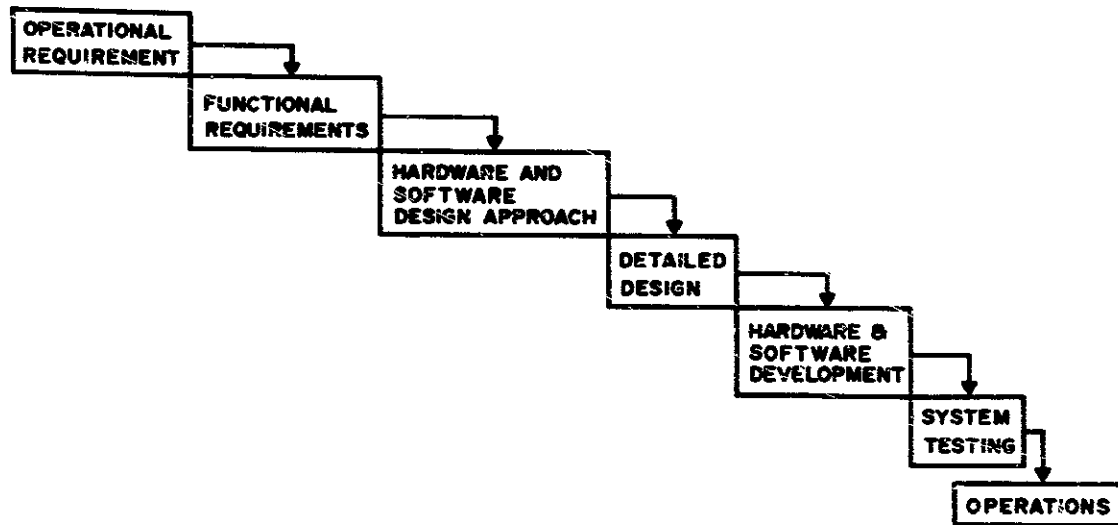 OPERATIONAL
REQUIREMENT
FUNCTIONAL
REQUIREMENTS
HARDWARE AND
SOFTWARE
DESIGN APPROACH
DETAILED
DESIGN
HARDWARE &
SOFTWARE
DEVELOPMENT
SYSTEM
TESTING
OPERATIONS